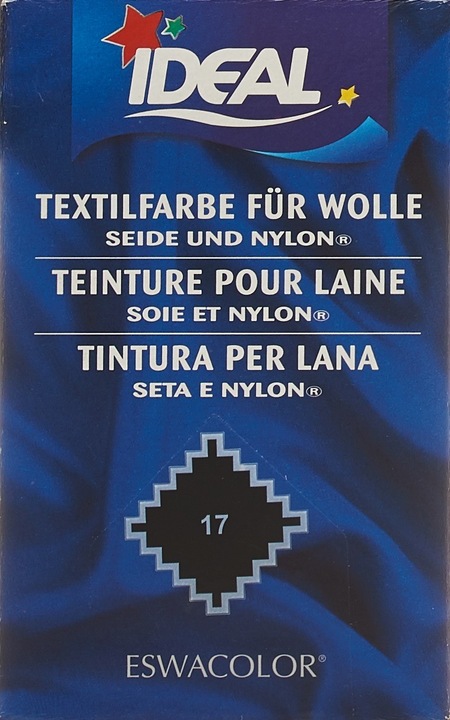 IDEAL
TEXTILFARBE FÜR WOLLE
SEIDE UND NYLON®
TEINTURE POUR LAINE
SOIE ET NYLON®
TINTURA PER LANA
SETA E NYLON®
17
ESWACOLOR®